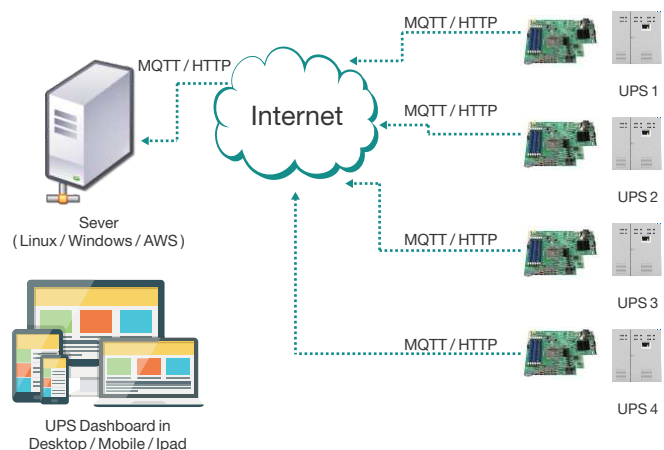 MQTT / HTTP
UPS 1
MQTT / HTTP
Internet
MQTT / HTTP
UPS 2
Sever
( Linux / Windows / AWS )
MQTT / HTTP
UPS 3
MQTT / HTTP
UPS 4
UPS Dashboard in
Desktop / Mobile / Ipad